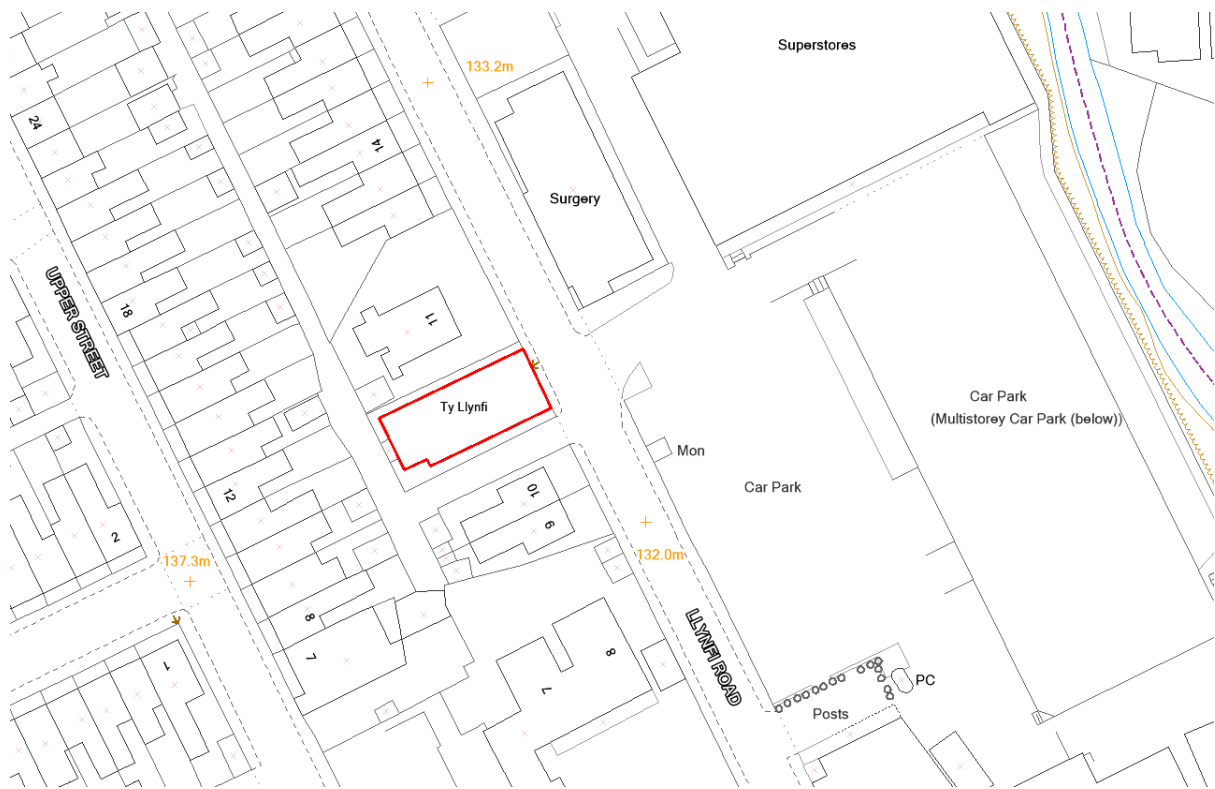 Superstores
133.2m
24
14
Surgery
UPPER STREET
18
11
Car Park
(Multistorey Car Park (below))
Ty Llynfi
Mon
Car Park
12
10
9
2
137.3m
132.0m
8
7
LLYNFI ROAD
8
7
1
PC
Posts